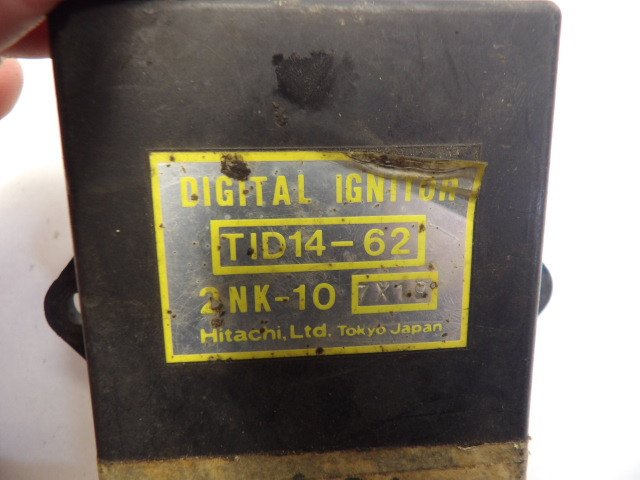 DIGITAL IGNITOR
TID14-62
2NK-10
Hitachi, Ltd. Tokyo Japan